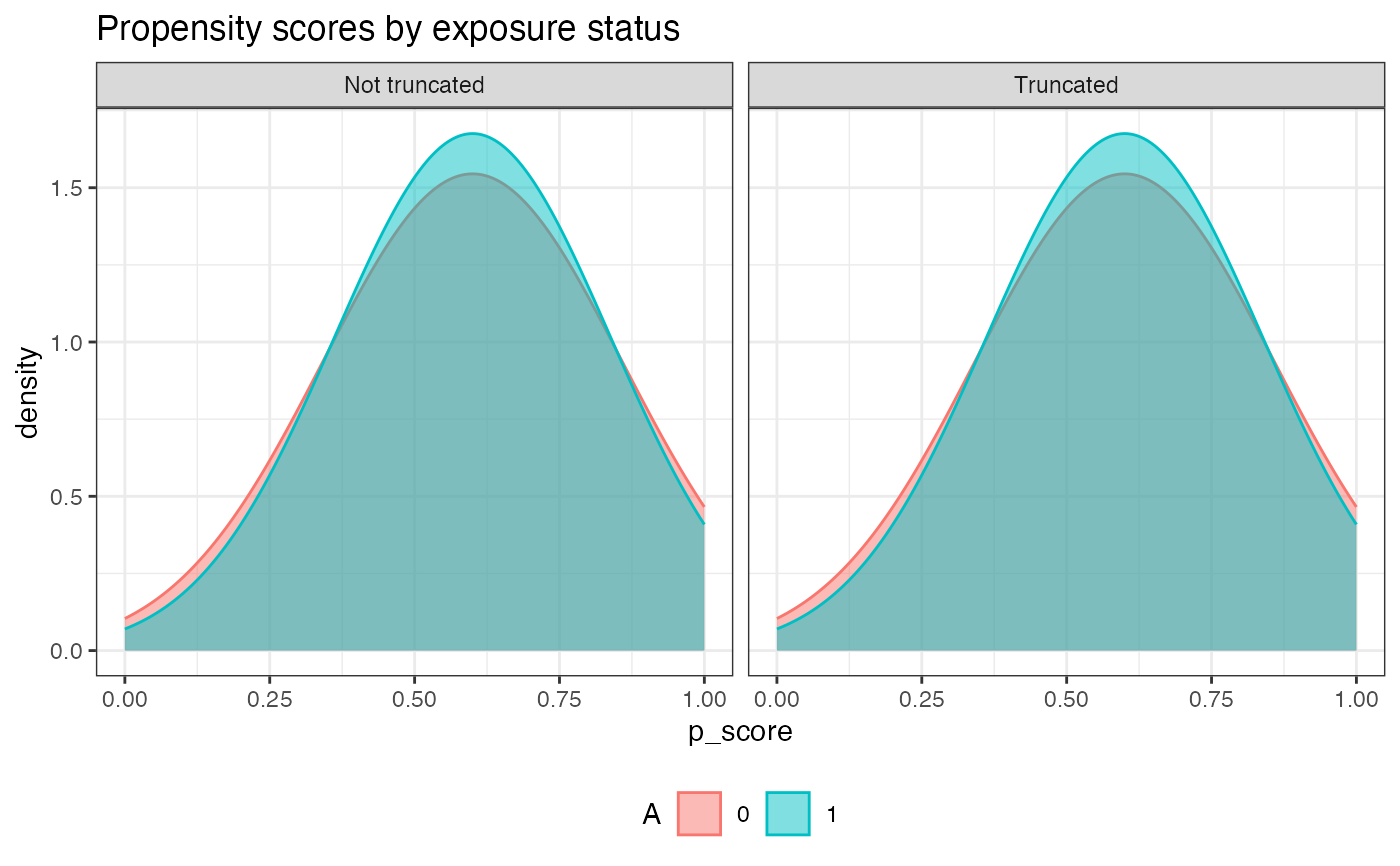 Propensity scores by exposure status
Not truncated Truncated
1.5
1.0
0.5
0.0
density
0.00 0.25 0.50 0.75 1.00 0.00 0.25 0.50 0.75 1.00
p_score
A 0 1